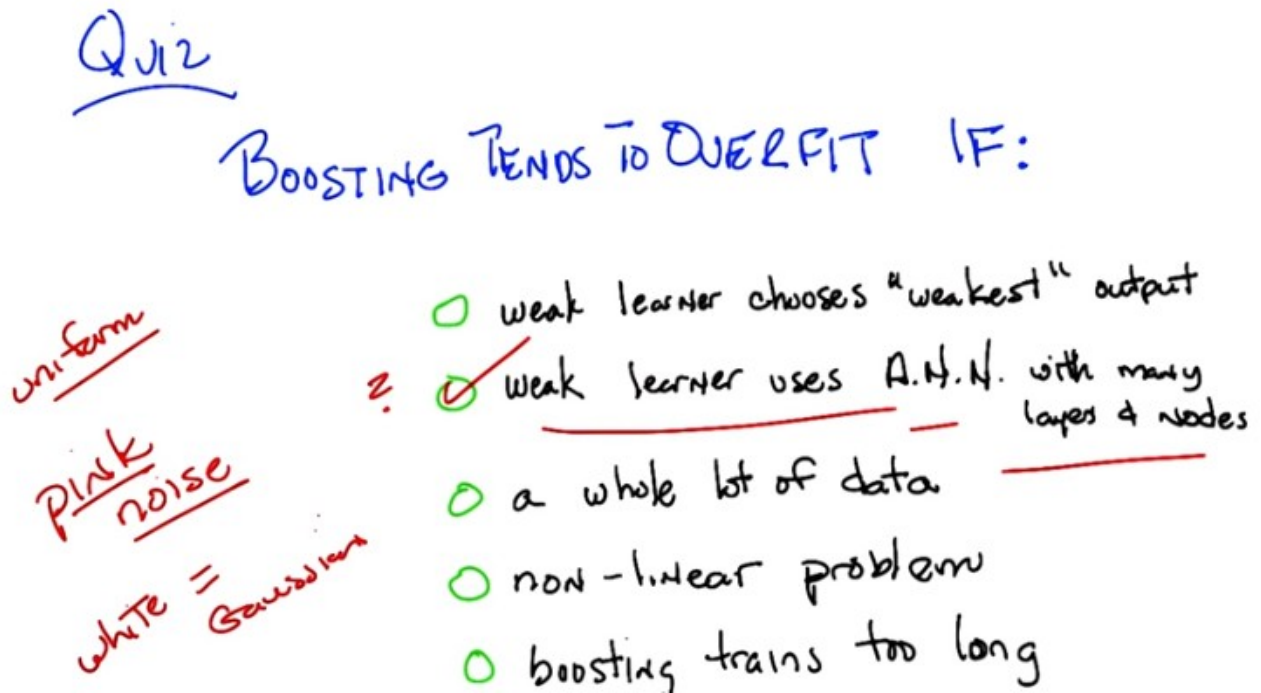 Quiz
BOOSTING TENDS TO OVERFIT IF:
weak learner chooses "weakest" output
? weak learner uses A.N.N. with many
layers & nodes
a whole lot of data
non-linear problem
boosting trains too long
uniform
pink
noise
white =
Gaussian